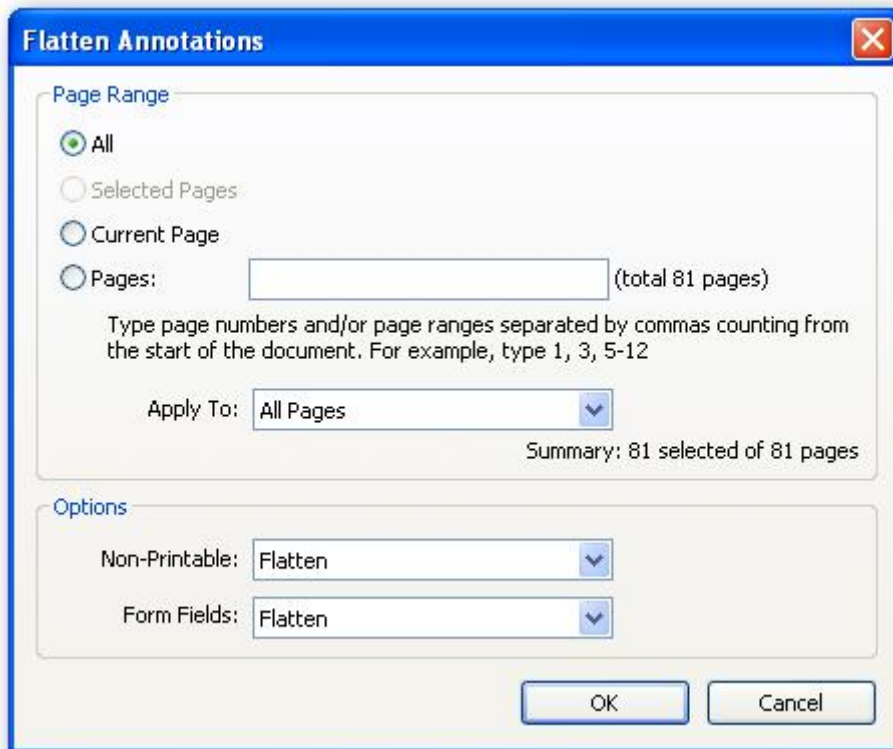 Flatten Annotations
Page Range
All
Selected Pages
Current Page
Pages: (total 81 pages)
Type page numbers and/or page ranges separated by commas counting from
the start of the document. For example, type 1, 3, 5-12
Apply To: All Pages
Summary: 81 selected of 81 pages
Options
Non-Printable: Flatten
Form Fields: Flatten
OK Cancel